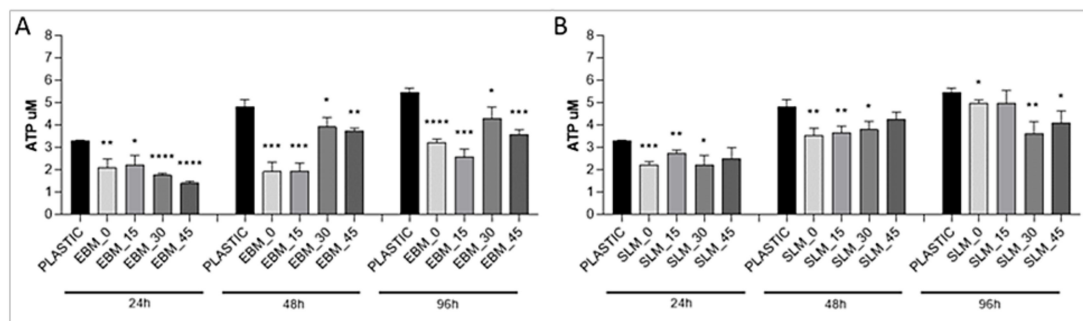 A
ATP uM
8
7
6
5
4
3
2
1
0
** * **** ****
*** *** * **
**** *** * ***
PLASTIC EBM_0 EBM_15 EBM_30 EBM_45 PLASTIC EBM_0 EBM_15 EBM_30 EBM_45 PLASTIC EBM_0 EBM_15 EBM_30 EBM_45
24h 48h 96h
B
ATP uM
8
7
6
5
4
3
2
1
0
*** ** *
** ** *
* ** *
PLASTIC SLM_0 SLM_15 SLM_30 SLM_45 PLASTIC SLM_0 SLM_15 SLM_30 SLM_45 PLASTIC SLM_0 SLM_15 SLM_30 SLM_45
24h 48h 96h